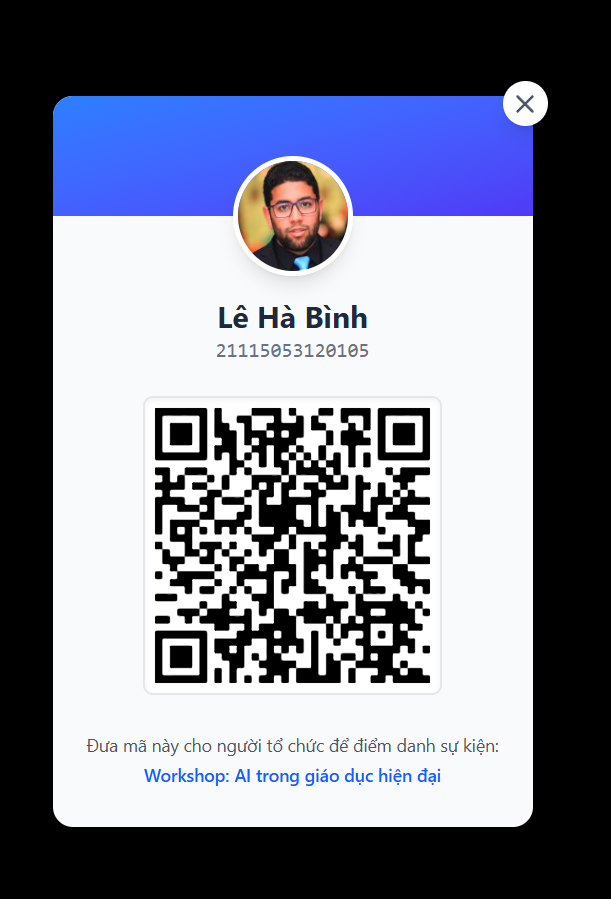 Lê Hà Bình
21115053120105
Đưa mã này cho người tổ chức để điểm danh sự kiện:
Workshop: AI trong giáo dục hiện đại